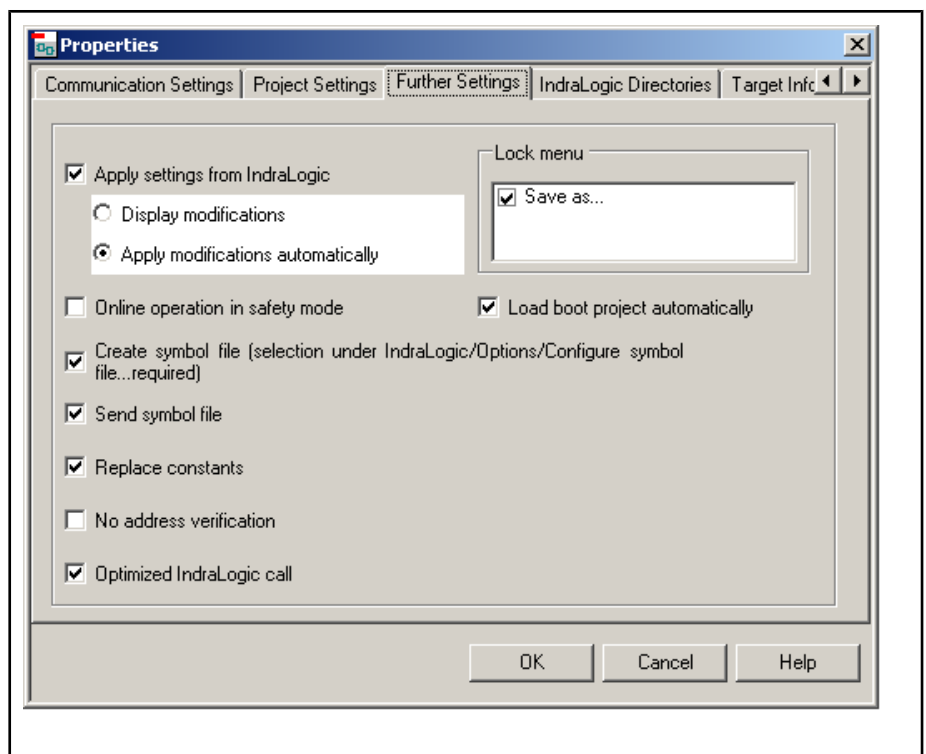 Properties
Communication Settings Project Settings Further Settings IndraLogic Directories Target Info
Apply settings from IndraLogic
Display modifications
Apply modifications automatically
Lock menu
Save as...
Online operation in safety mode
Load boot project automatically
Create symbol file (selection under IndraLogic/Options/Configure symbol
file...required)
Send symbol file
Replace constants
No address verification
Optimized IndraLogic call
OK Cancel Help